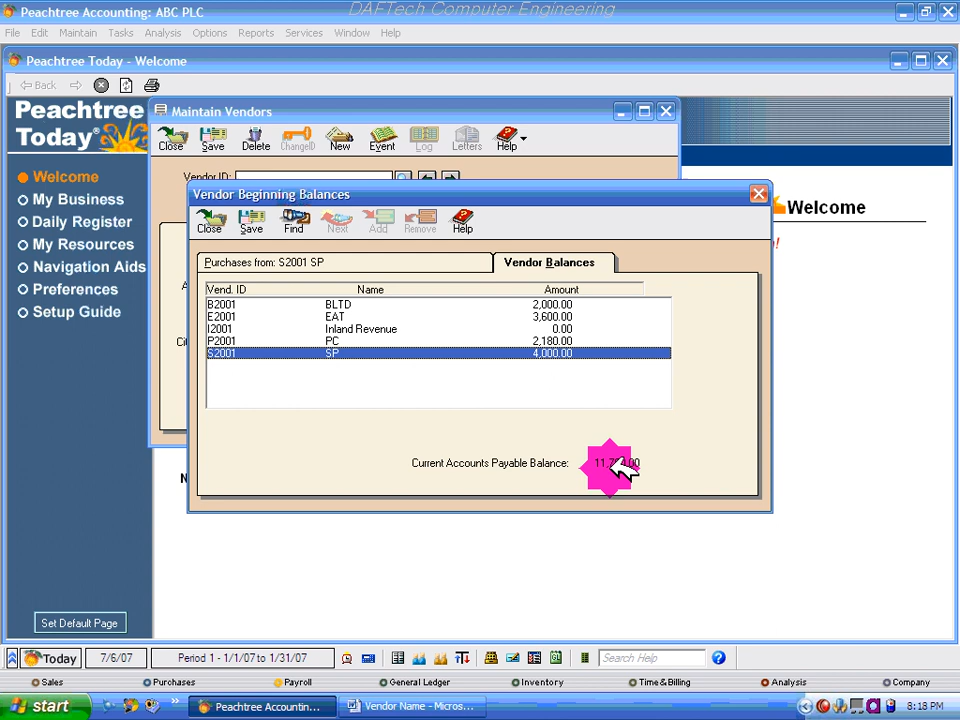 Peachtree Accounting: ABC PLC
DAFTech Computer Engineering
File Edit Maintain Tasks Analysis Options Reports Services Window Help
Peachtree Today - Welcome
Back
Peachtree
Today
Welcome
My Business
Daily Register
My Resources
Navigation Aids
Preferences
Setup Guide
Set Default Page
Maintain Vendors
Close Save Delete ChangeID New Event Log Letters Help
Vendor ID:
Welcome
Vendor Beginning Balances
Close Save Find Next Add Remove Help
Purchases from: S2001 SP
Vendor Balances
Vend. ID Name Amount
B2001 BLTD 2,000.00
E2001 EAT 3,600.00
I2001 Inland Revenue 0.00
P2001 PC 2,180.00
S2001 SP 4,000.00
Current Accounts Payable Balance:
Today 7/6/07 Period 1 - 1/1/07 to 1/31/07 Search Help
Sales Purchases Payroll General Ledger Inventory Time & Billing Analysis Company
start Peachtree Accountin... Vendor Name - Micros... 8:18 PM